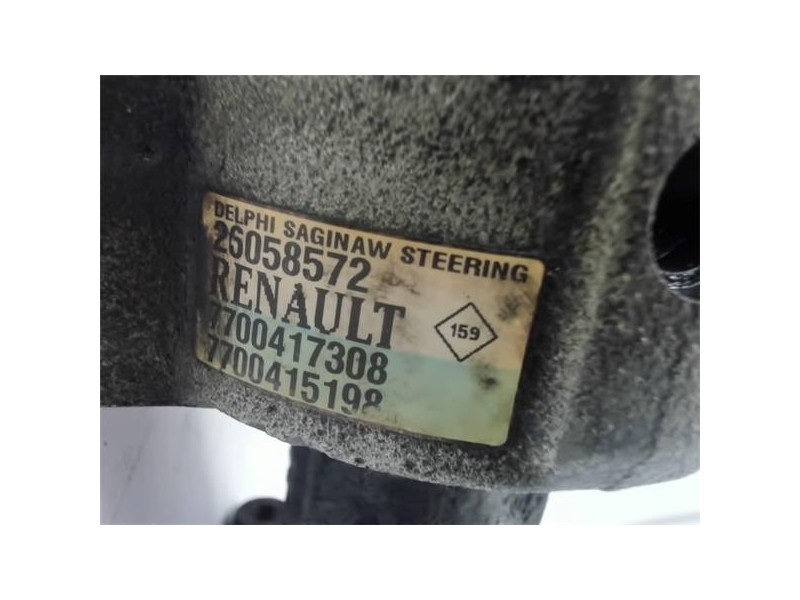 DELPHI SAGINAW STEERING
26058572
RENAULT
159
7700417308
7700415198